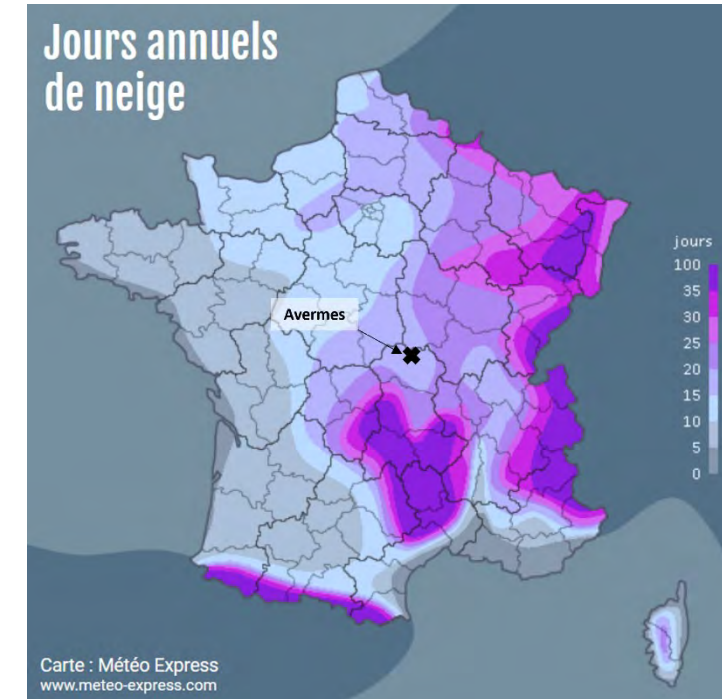 Jours annuels
de neige
Avermes
jours
100
35
30
25
20
15
10
5
0
Carte : Météo Express
www.meteo-express.com